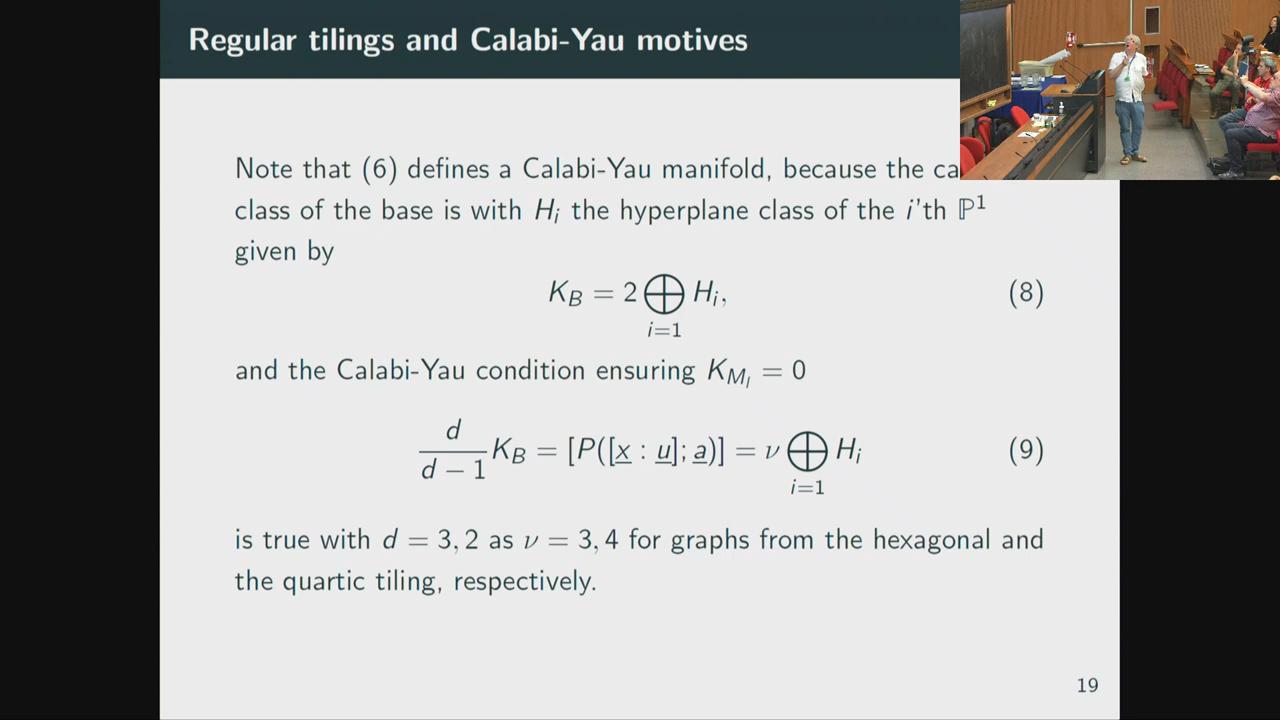 Regular tilings and Calabi-Yau motives
Note that (6) defines a Calabi-Yau manifold, because the
class of the base is with H_i the hyperplane class of the i'th ℙ¹
given by
K_B = 2 ⨁_{i=1} H_i, (8)
and the Calabi-Yau condition ensuring K_{M_I} = 0
\frac{d}{d − 1} K_B = [P([x̲ : u̲]; a̲)] = ν ⨁_{i=1} H_i (9)
is true with d = 3, 2 as ν = 3, 4 for graphs from the hexagonal and
the quartic tiling, respectively.
19